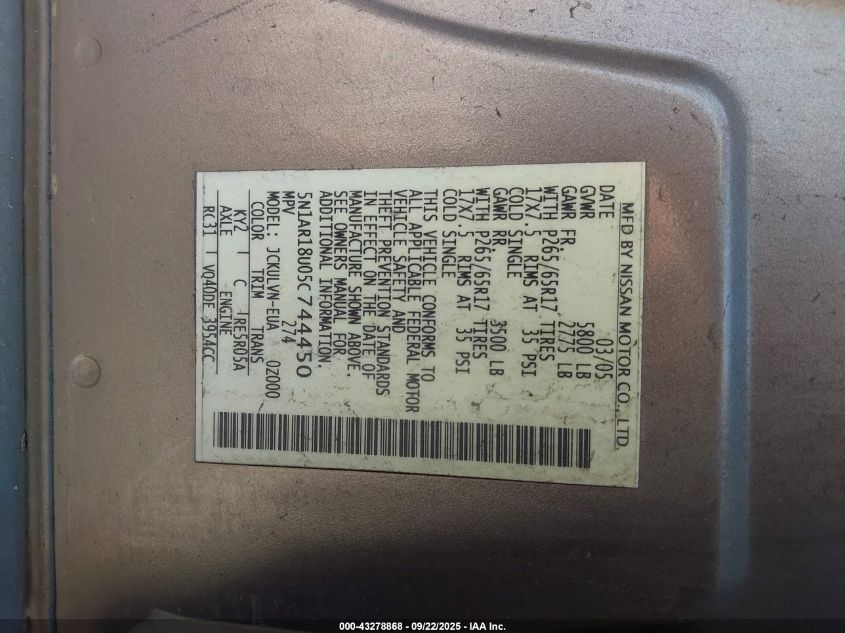 MFD BY NISSAN MOTOR CO., LTD.
DATE 03/05
GVWR 5800 LB
GAWR FR. 2775 LB
WITH P265/65R17 TIRES
17X7.5 RIMS AT 35 PSI
COLD SINGLE
GAWR RR. 3500 LB
WITH P265/65R17 TIRES
17X7.5 RIMS AT 35 PSI
COLD SINGLE
THIS VEHICLE CONFORMS TO
ALL APPLICABLE FEDERAL MOTOR
VEHICLE SAFETY AND
THEFT PREVENTION STANDARDS
IN EFFECT ON THE DATE OF
MANUFACTURE SHOWN ABOVE.
SEE OWNERS MANUAL FOR
ADDITIONAL INFORMATION.
5N1AR18U05C744450
MPV 274
MODEL: JCKULVN-EUA 0Z000
COLOR TRIM TRANS
KY2 C RE5R05A
AXLE ENGINE
RC31 VQ40DE 3954CC
000-43278868 - 09/22/2025 - IAA Inc.